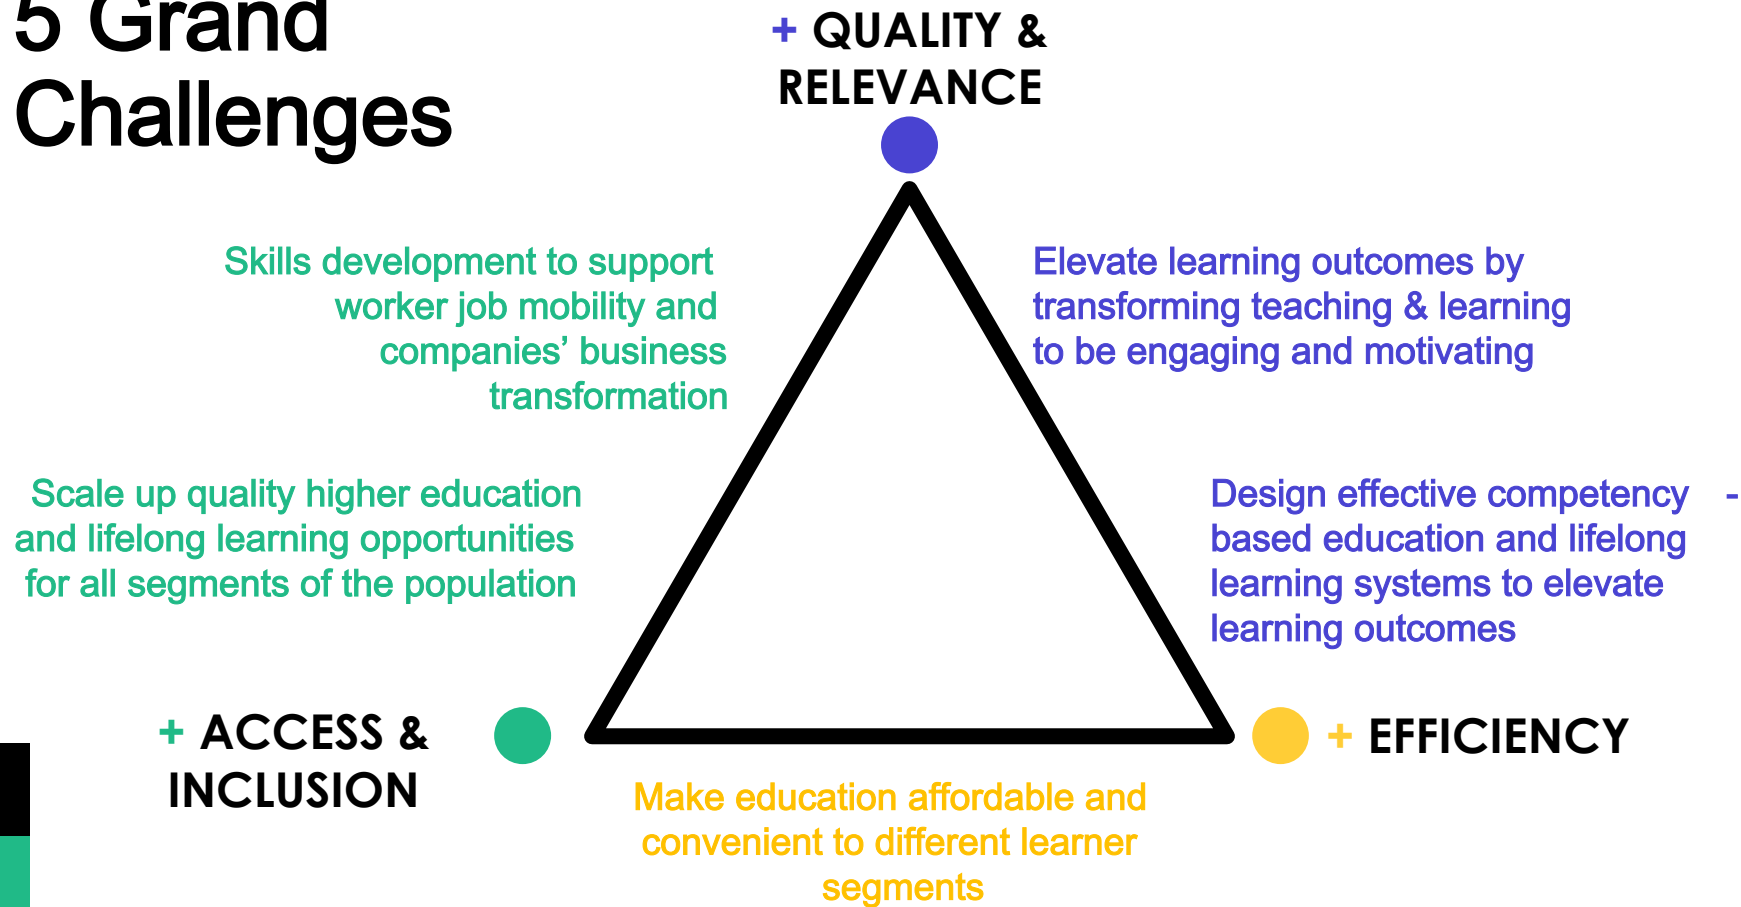 5 Grand
Challenges
+ QUALITY &
RELEVANCE
Skills development to support
worker job mobility and
companies’ business
transformation
Elevate learning outcomes by
transforming teaching & learning
to be engaging and motivating
Scale up quality higher education
and lifelong learning opportunities
for all segments of the population
Design effective competency -
based education and lifelong
learning systems to elevate
learning outcomes
+ ACCESS &
INCLUSION
+ EFFICIENCY
Make education affordable and
convenient to different learner
segments